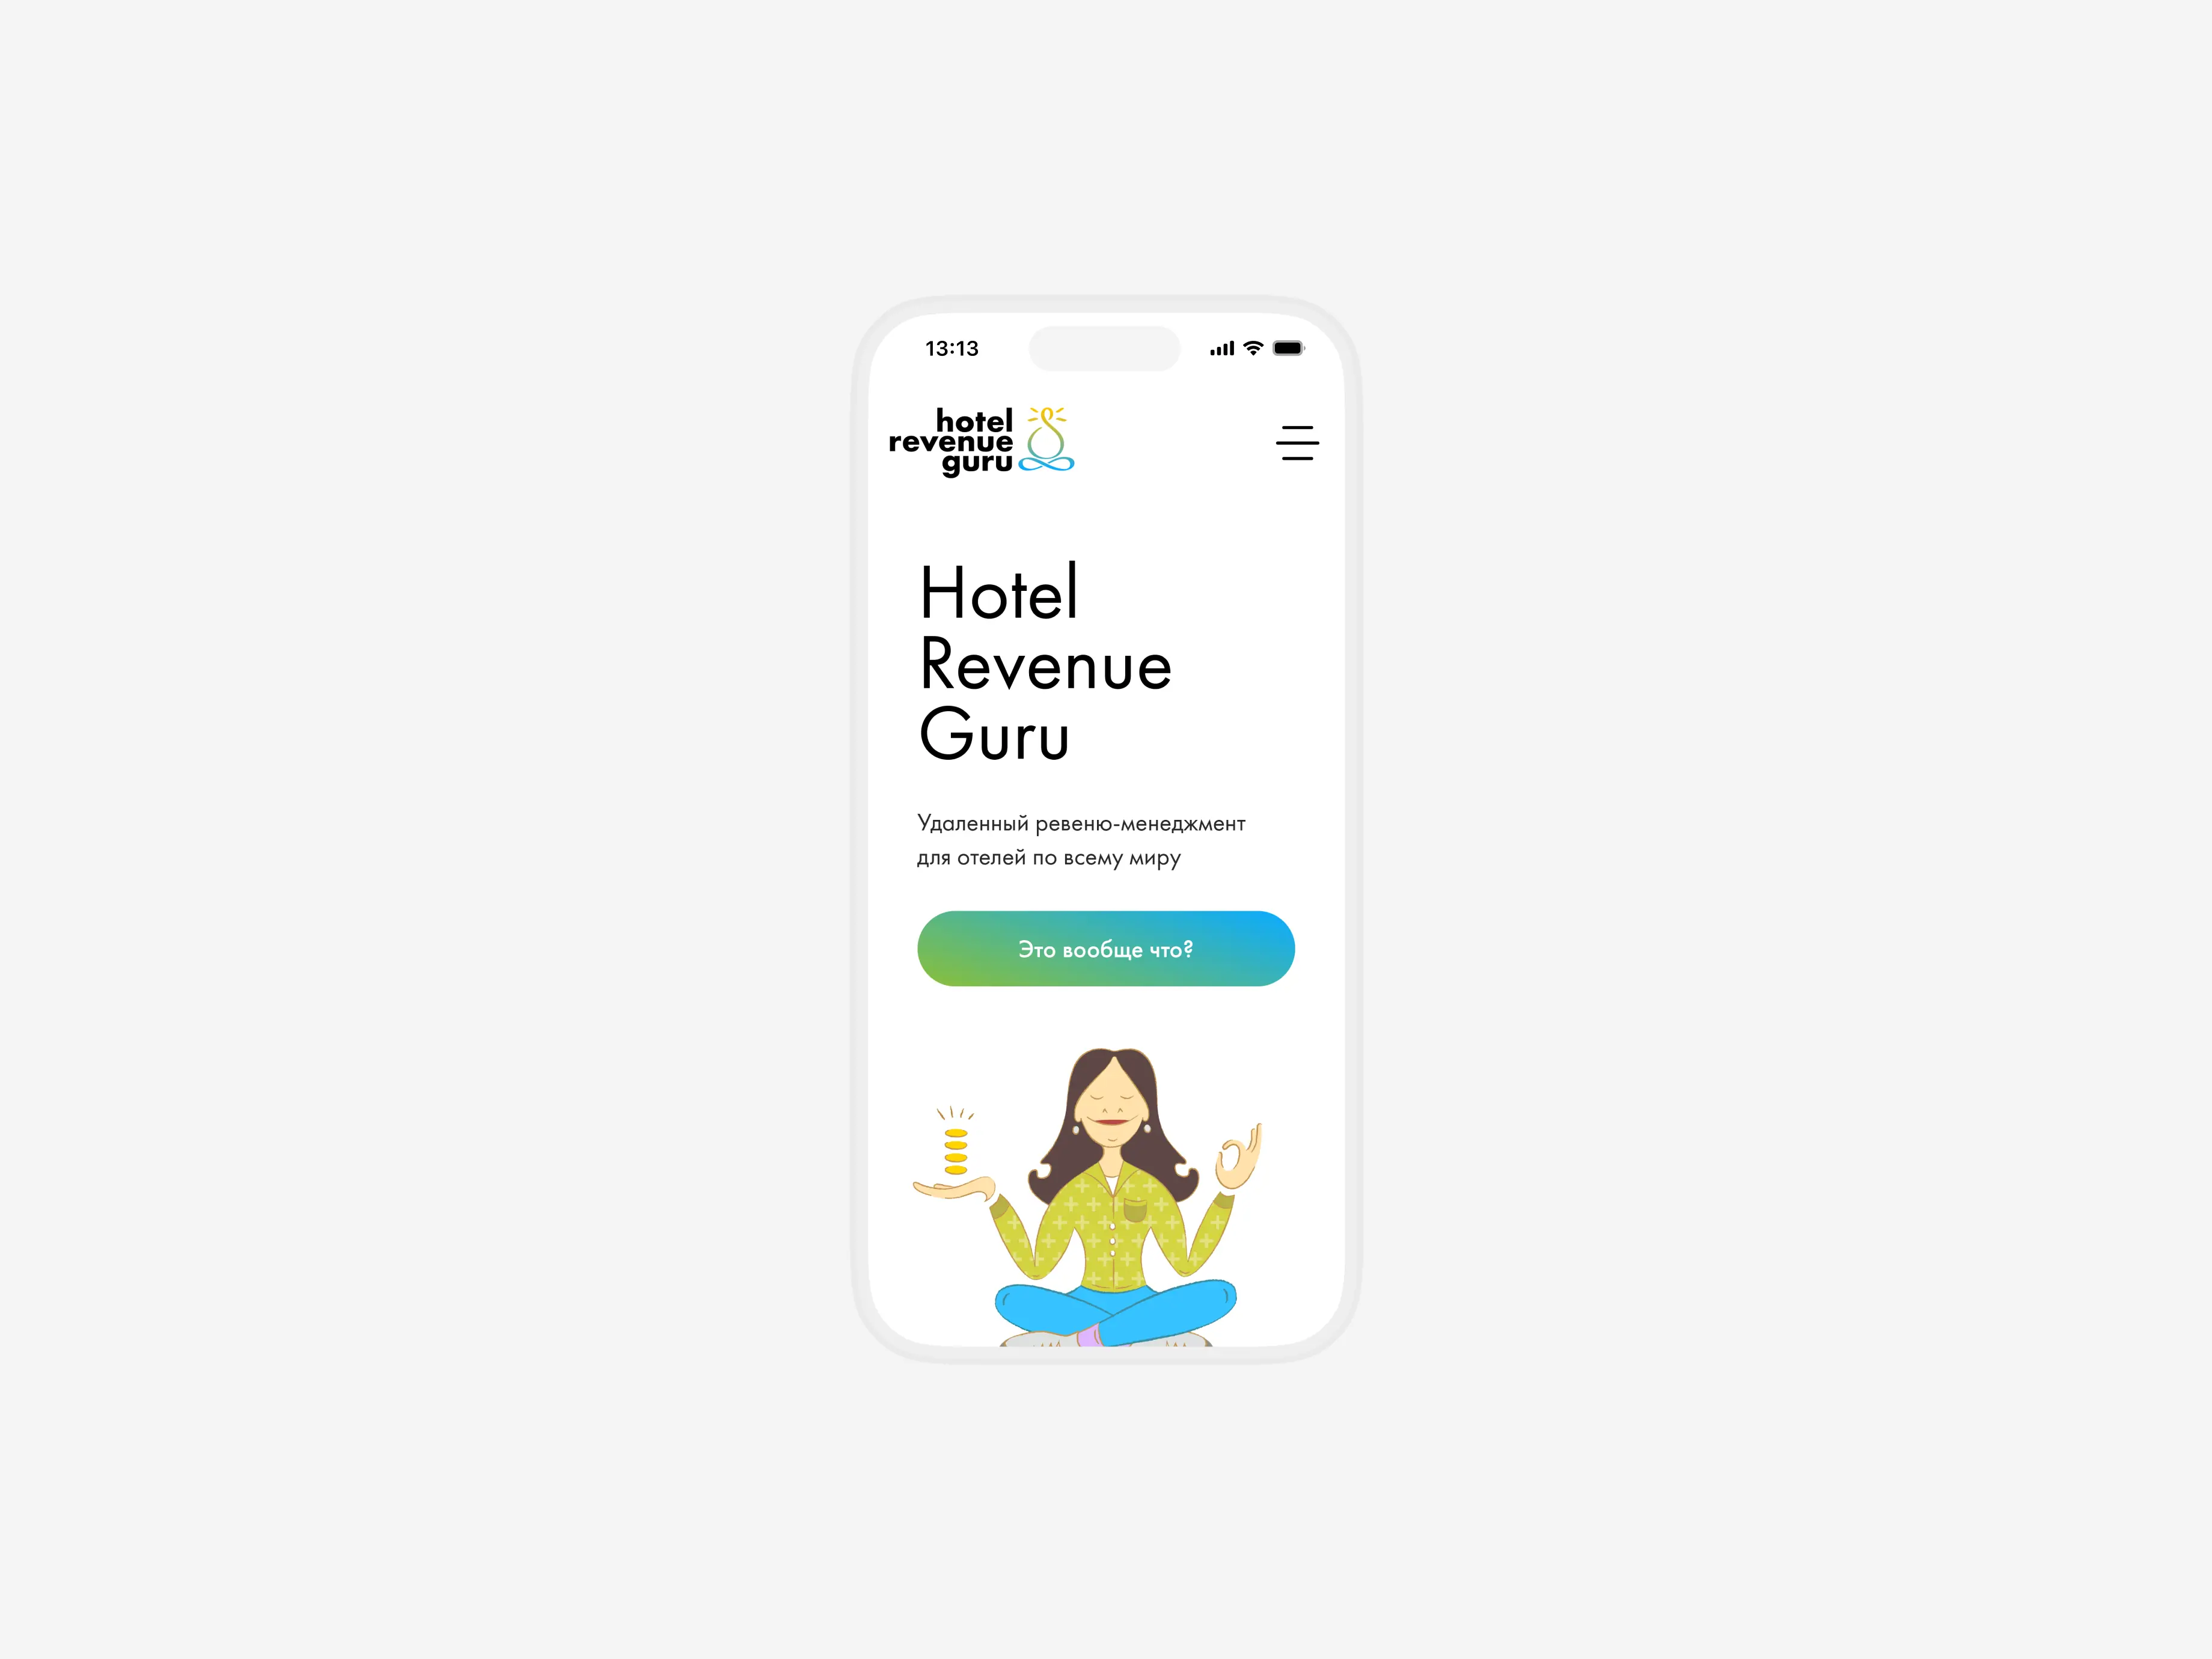 13:13
hotel
revenue
guru
Hotel
Revenue
Guru
Удаленный ревеню-менеджмент
для отелей по всему миру
Это вообще что?